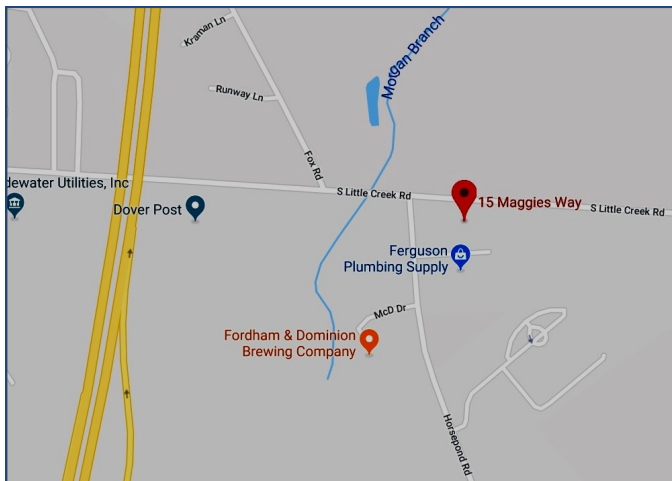 Kraman Ln
Morgan Branch
Runway Ln
Fox Rd
dewater Utilities, Inc
S Little Creek Rd
15 Maggies Way
S Little Creek Rd
Dover Post
Ferguson
Plumbing Supply
McD Dr
Fordham & Dominion
Brewing Company
Horsepond Rd